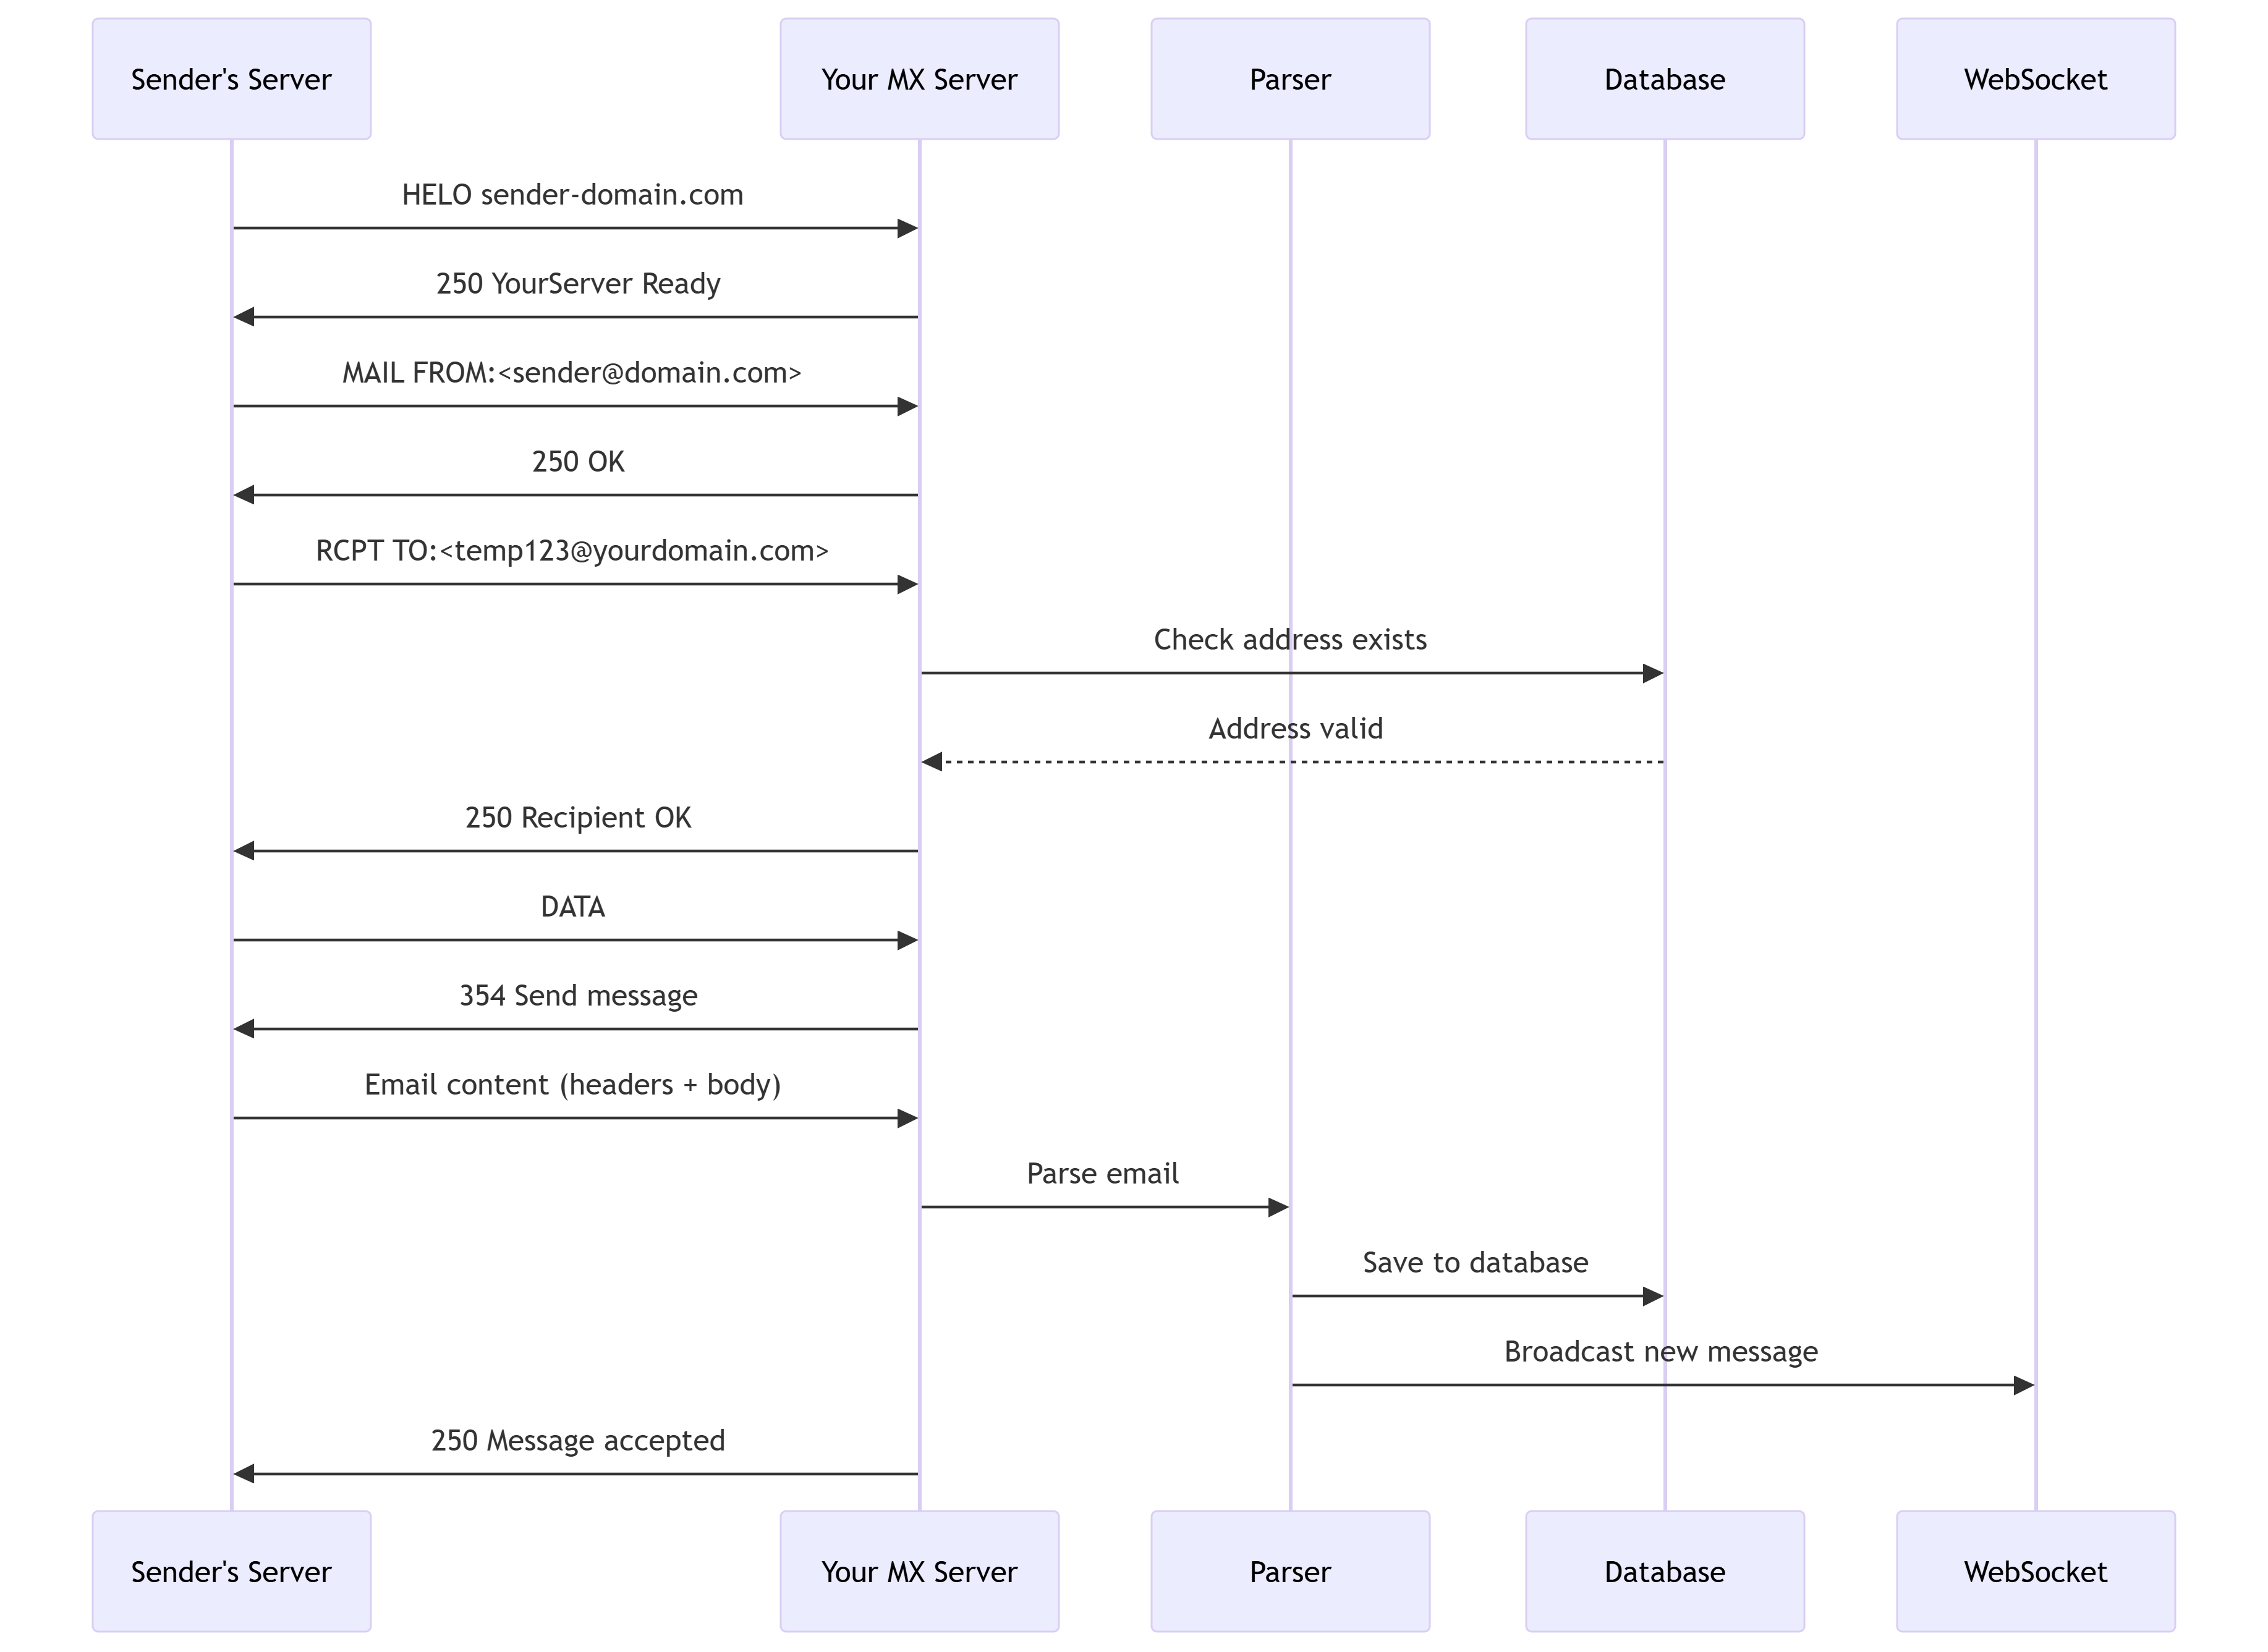 Sender's Server
Your MX Server
Parser
Database
WebSocket
HELO sender-domain.com
250 YourServer Ready
MAIL FROM:<sender@domain.com>
250 OK
RCPT TO:<temp123@yourdomain.com>
Check address exists
Address valid
250 Recipient OK
DATA
354 Send message
Email content (headers + body)
Parse email
Save to database
Broadcast new message
250 Message accepted
Sender's Server
Your MX Server
Parser
Database
WebSocket